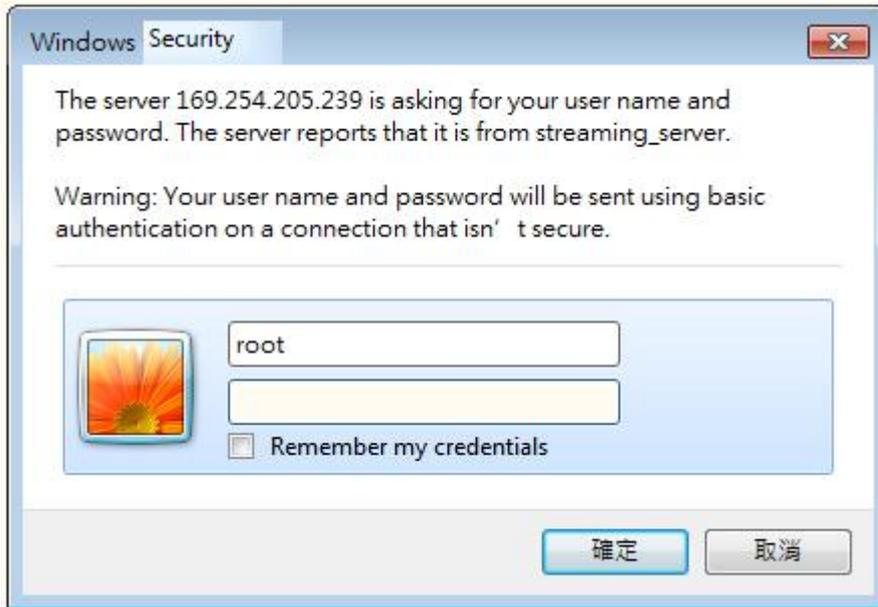 Windows Security
The server 169.254.205.239 is asking for your user name and
password. The server reports that it is from streaming_server.
Warning: Your user name and password will be sent using basic
authentication on a connection that isn’ t secure.
root
Remember my credentials
確定 取消